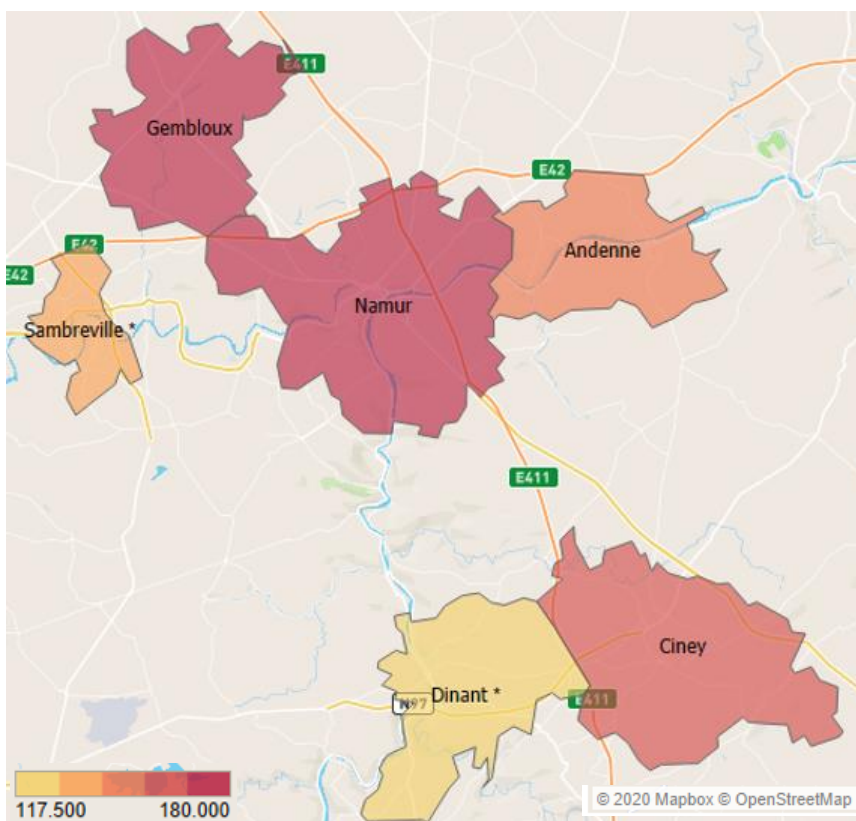 E411
Gembloux
E42
Andenne
E42
E42
Namur
Sambreville *
E411
Ciney
Dinant *
N97
E411
117.500 180.000
© 2020 Mapbox © OpenStreetMap